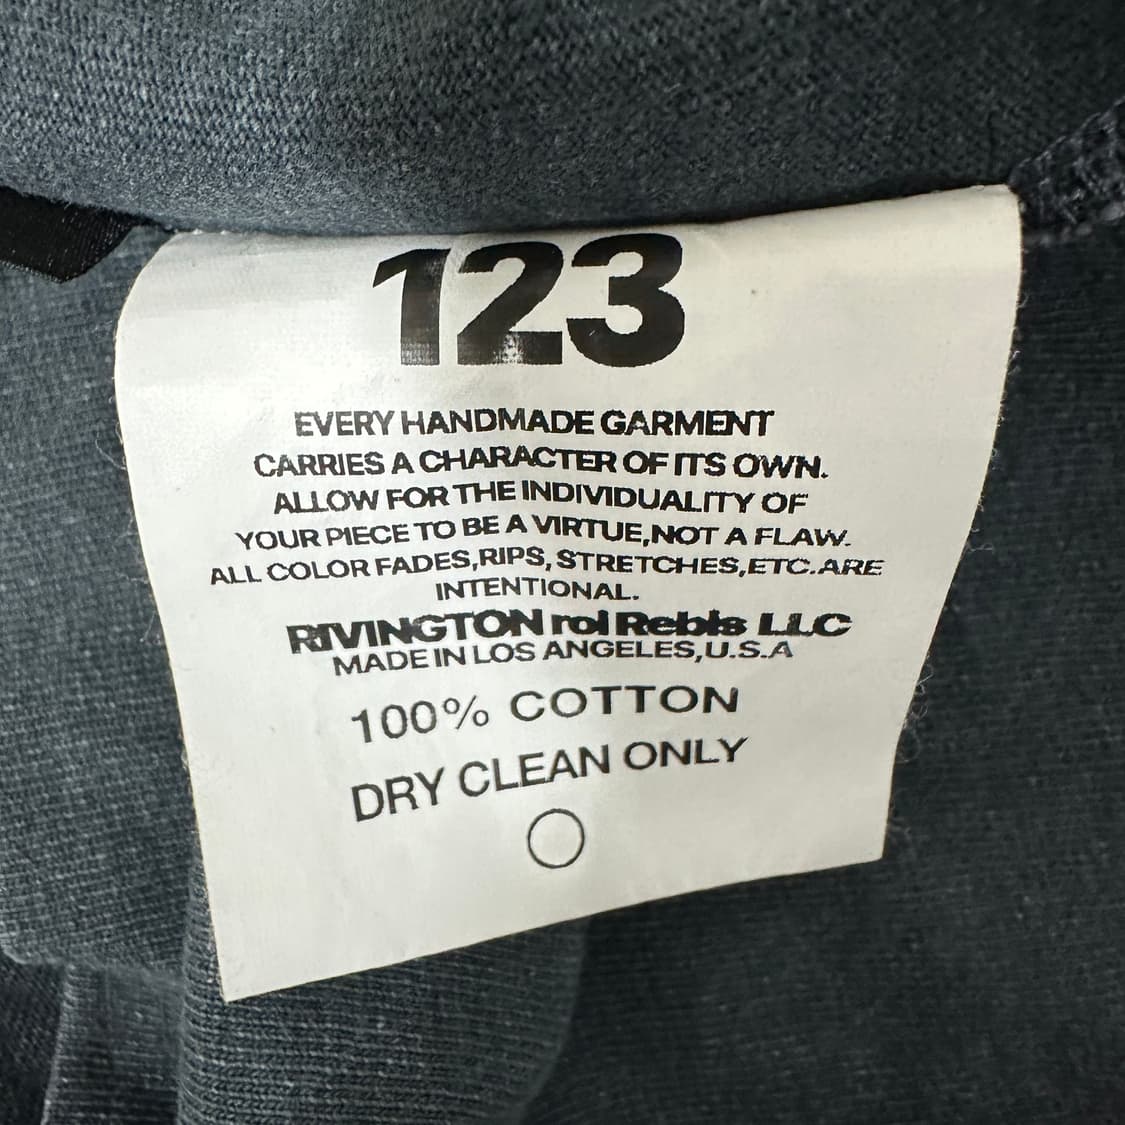 123
EVERY HANDMADE GARMENT
CARRIES A CHARACTER OF ITS OWN.
ALLOW FOR THE INDIVIDUALITY OF
YOUR PIECE TO BE A VIRTUE,NOT A FLAW.
ALL COLOR FADES,RIPS,STRETCHES,ETC.ARE
INTENTIONAL.
RIVINGTON roi Rebis LLC
MADE IN LOS ANGELES,U.S.A
100% COTTON
DRY CLEAN ONLY